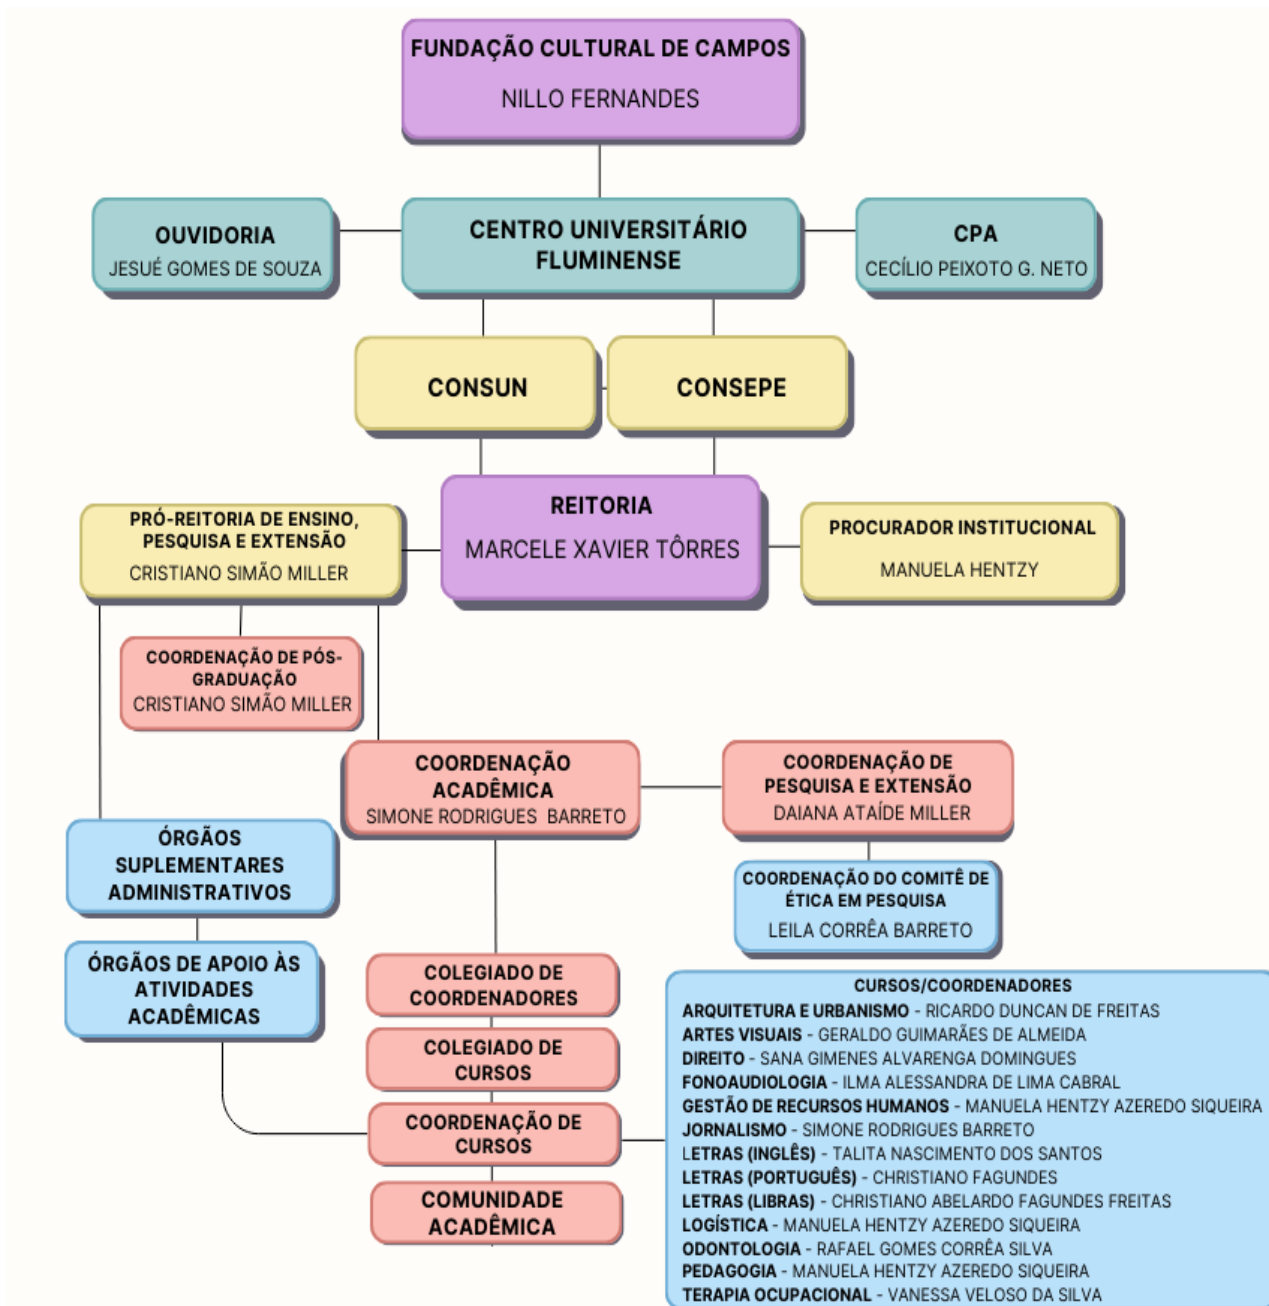 FUNDAÇÃO CULTURAL DE CAMPOS
NILLO FERNANDES
OUVIDORIA
JESUÉ GOMES DE SOUZA
CENTRO UNIVERSITÁRIO
FLUMINENSE
CPA
CECÍLIO PEIXOTO G. NETO
CONSUN
CONSEPE
REITORIA
MARCELE XAVIER TÔRRES
PRÓ-REITORIA DE ENSINO,
PESQUISA E EXTENSÃO
CRISTIANO SIMÃO MILLER
PROCURADOR INSTITUCIONAL
MANUELA HENTZY
COORDENAÇÃO DE PÓS-
GRADUAÇÃO
CRISTIANO SIMÃO MILLER
COORDENAÇÃO
ACADÊMICA
SIMONE RODRIGUES BARRETO
COORDENAÇÃO DE
PESQUISA E EXTENSÃO
DAIANA ATAÍDE MILLER
ÓRGÃOS
SUPLEMENTARES
ADMINISTRATIVOS
COORDENAÇÃO DO COMITÊ DE
ÉTICA EM PESQUISA
LEILA CORRÊA BARRETO
ÓRGÃOS DE APOIO ÀS
ATIVIDADES
ACADÊMICAS
COLEGIADO DE
COORDENADORES
COLEGIADO DE
CURSOS
COORDENAÇÃO DE
CURSOS
COMUNIDADE
ACADÊMICA
CURSOS/COORDENADORES
ARQUITETURA E URBANISMO - RICARDO DUNCAN DE FREITAS
ARTES VISUAIS - GERALDO GUIMARÃES DE ALMEIDA
DIREITO - SANA GIMENES ALVARENGA DOMINGUES
FONOAUDIOLOGIA - ILMA ALESSANDRA DE LIMA CABRAL
GESTÃO DE RECURSOS HUMANOS - MANUELA HENTZY AZEREDO SIQUEIRA
JORNALISMO - SIMONE RODRIGUES BARRETO
LETRAS (INGLÊS) - TALITA NASCIMENTO DOS SANTOS
LETRAS (PORTUGUÊS) - CHRISTIANO FAGUNDES
LETRAS (LIBRAS) - CHRISTIANO ABELARDO FAGUNDES FREITAS
LOGÍSTICA - MANUELA HENTZY AZEREDO SIQUEIRA
ODONTOLOGIA - RAFAEL GOMES CORRÊA SILVA
PEDAGOGIA - MANUELA HENTZY AZEREDO SIQUEIRA
TERAPIA OCUPACIONAL - VANESSA VELOSO DA SILVA